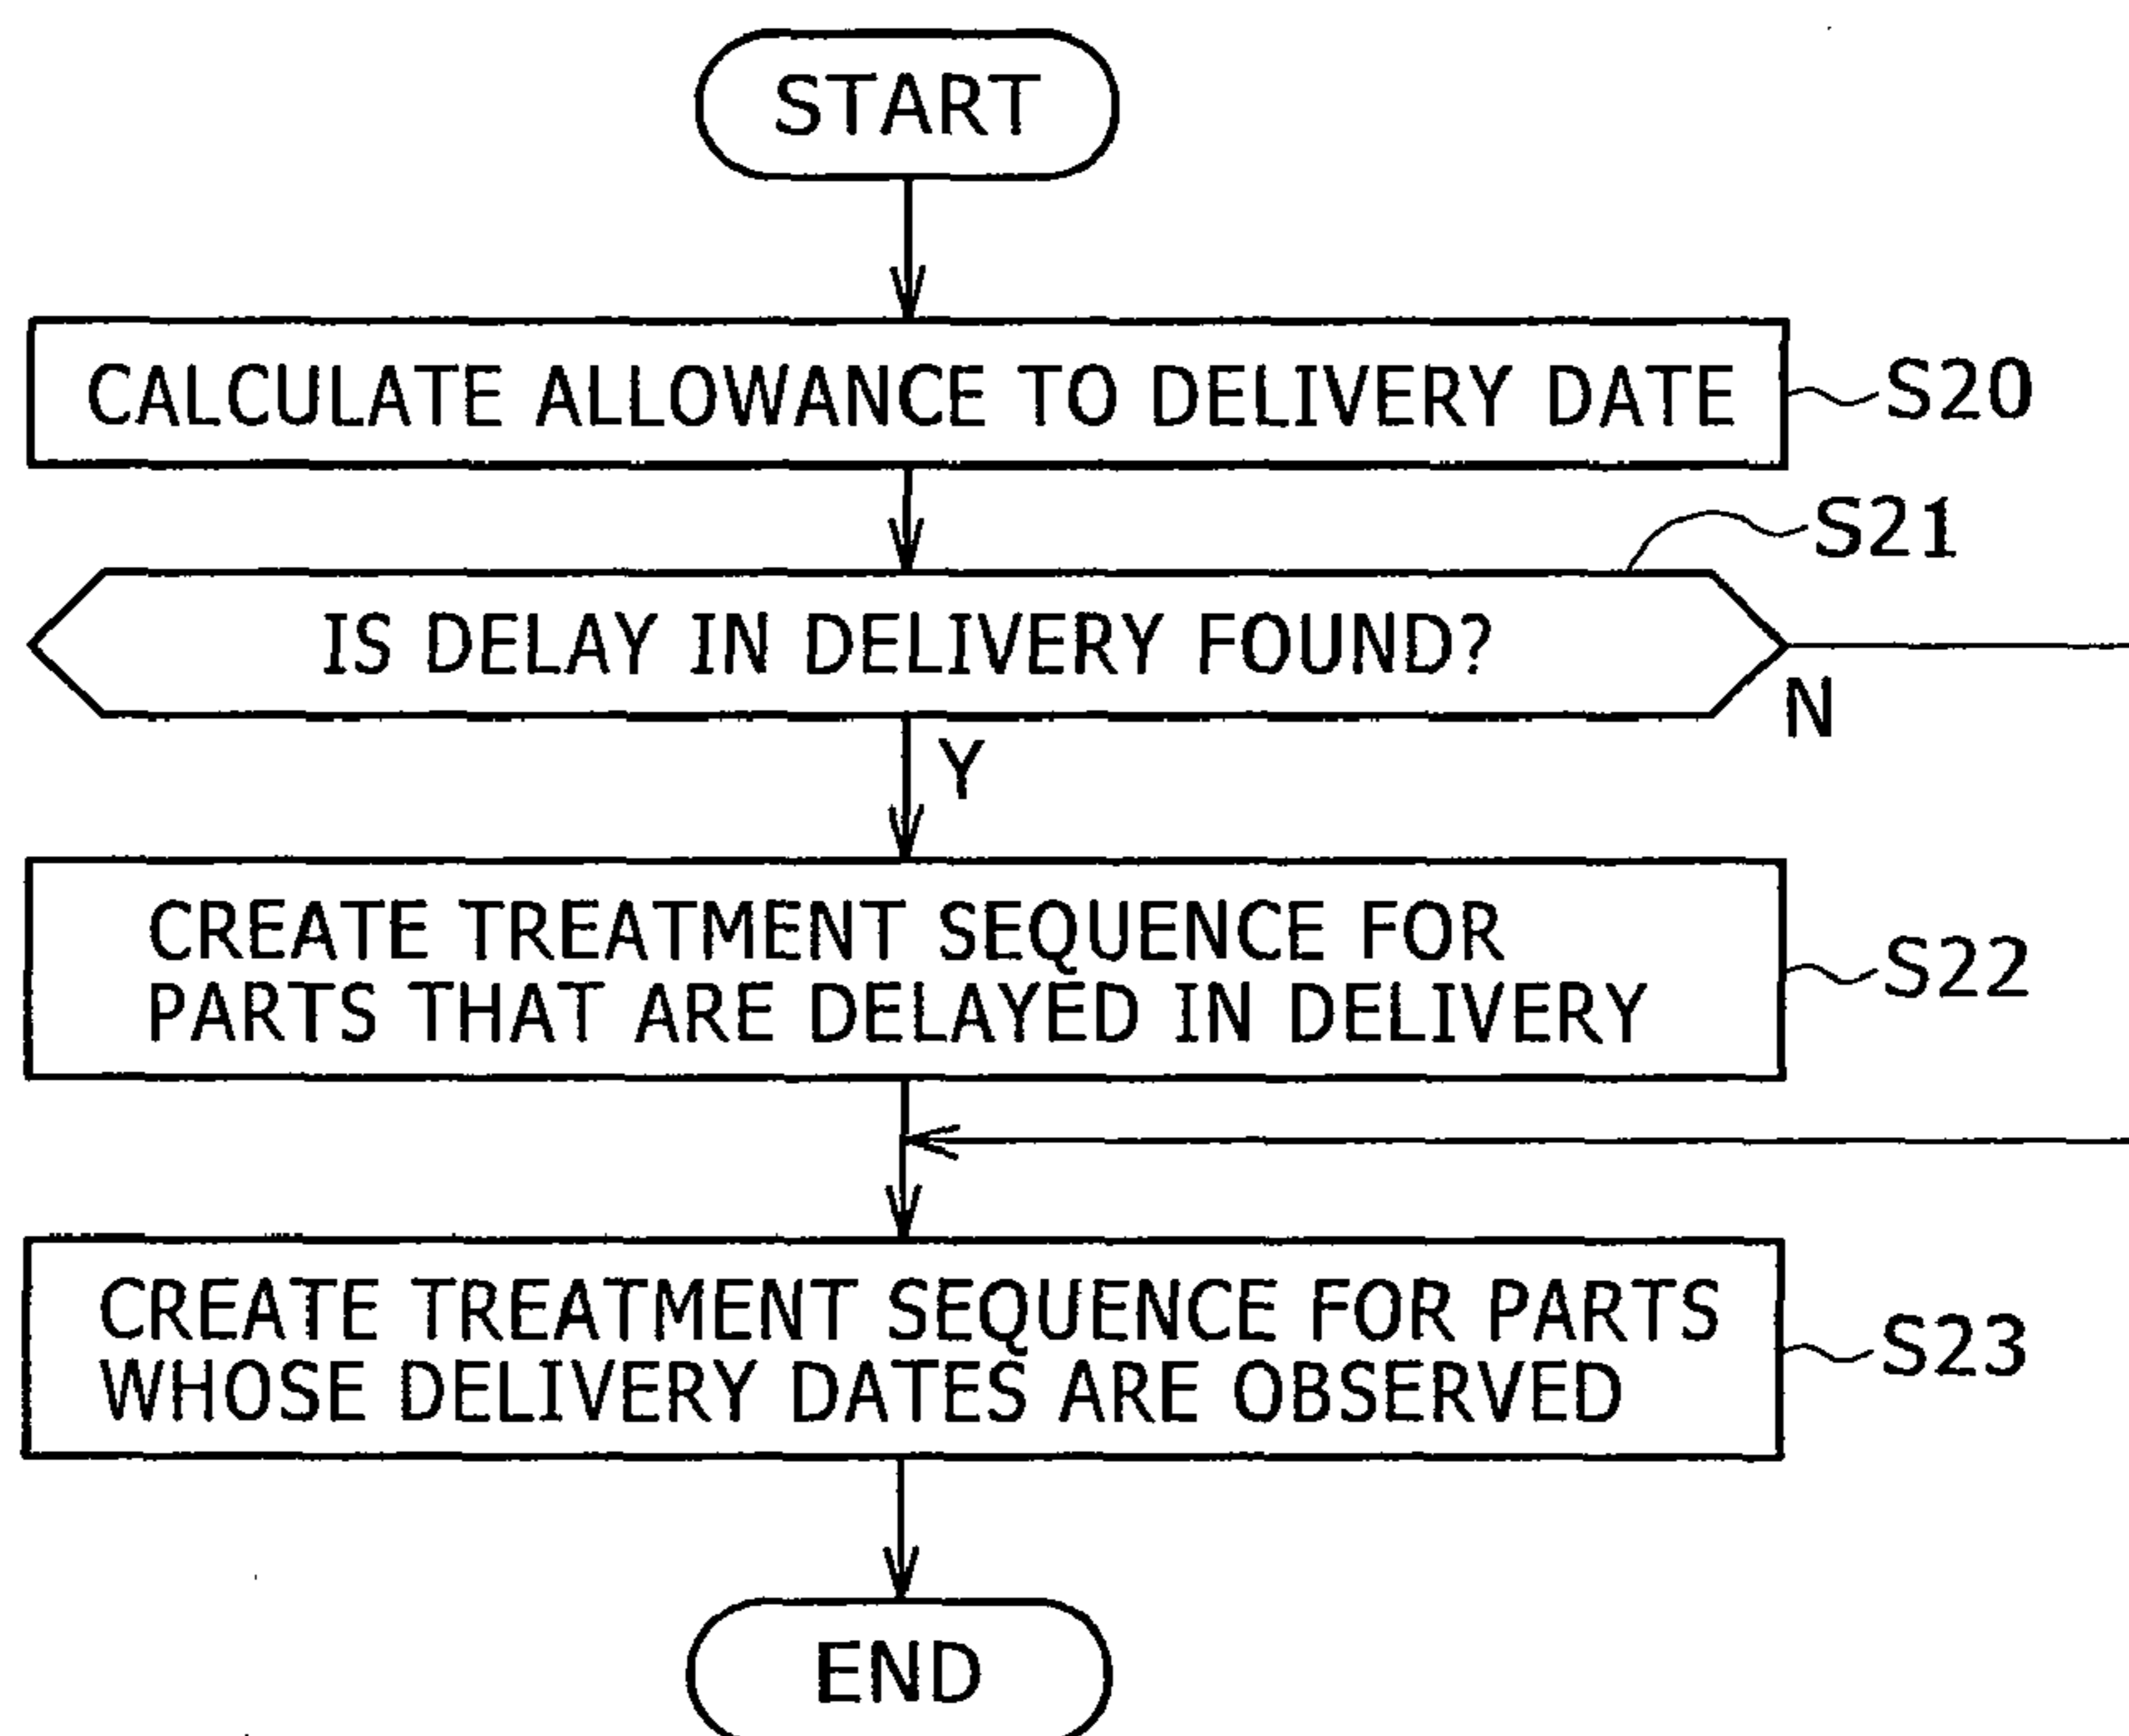 START
CALCULATE ALLOWANCE TO DELIVERY DATE
S20
S21
IS DELAY IN DELIVERY FOUND?
N
Y
CREATE TREATMENT SEQUENCE FOR
PARTS THAT ARE DELAYED IN DELIVERY
S22
CREATE TREATMENT SEQUENCE FOR PARTS
WHOSE DELIVERY DATES ARE OBSERVED
S23
END